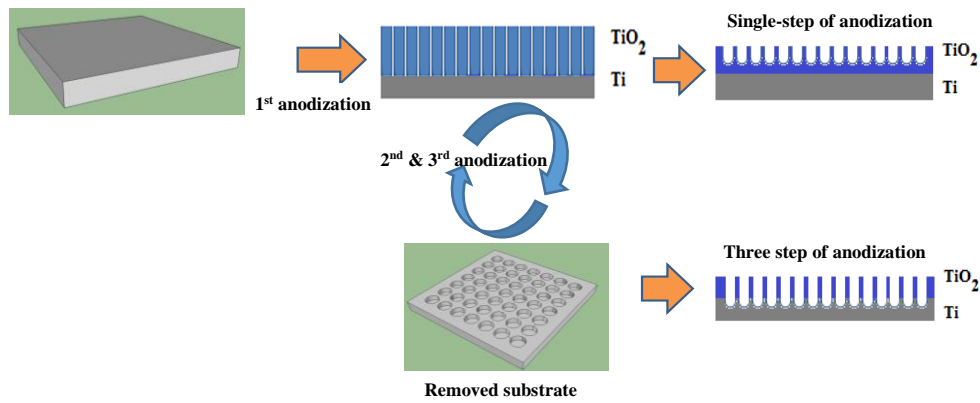 Single-step of anodization
TiO2
Ti
1st anodization
TiO2
Ti
2nd & 3rd anodization
Three step of anodization
TiO2
Ti
Removed substrate